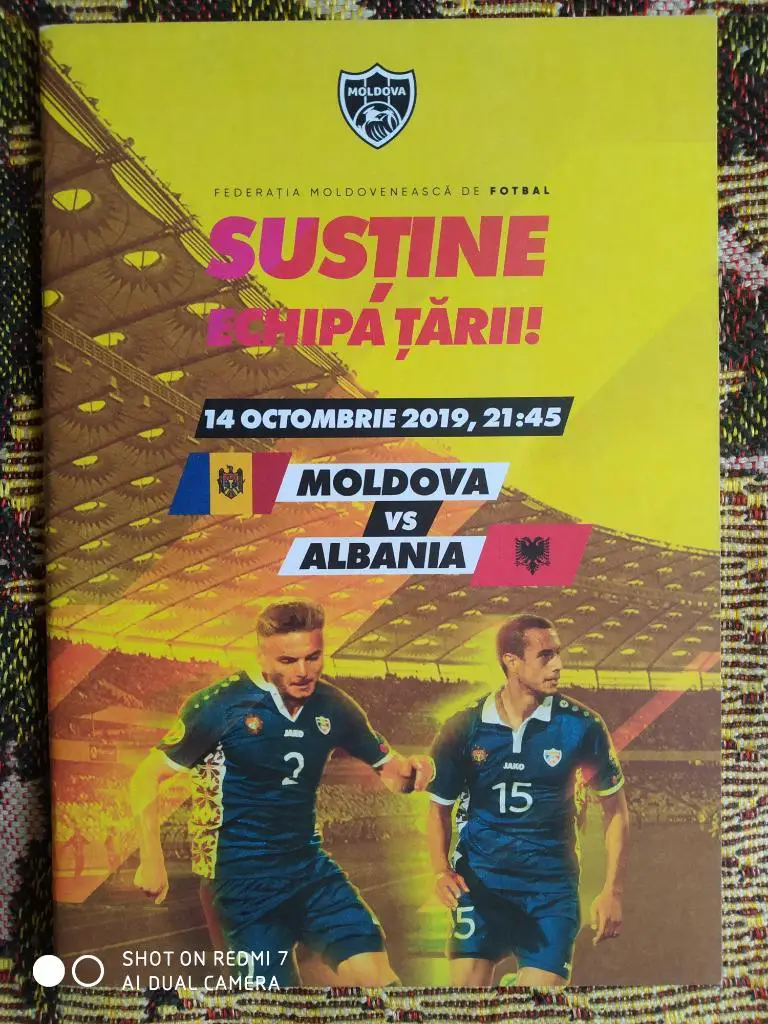 MOLDOVA
FEDERAȚIA MOLDOVENEASCĂ DE FOTBAL
SUSȚINE
ECHIPA ȚĂRII!
14 OCTOMBRIE 2019, 21:45
MOLDOVA
VS
ALBANIA
JAKO
2
JAKO
15
5
SHOT ON REDMI 7
AI DUAL CAMERA